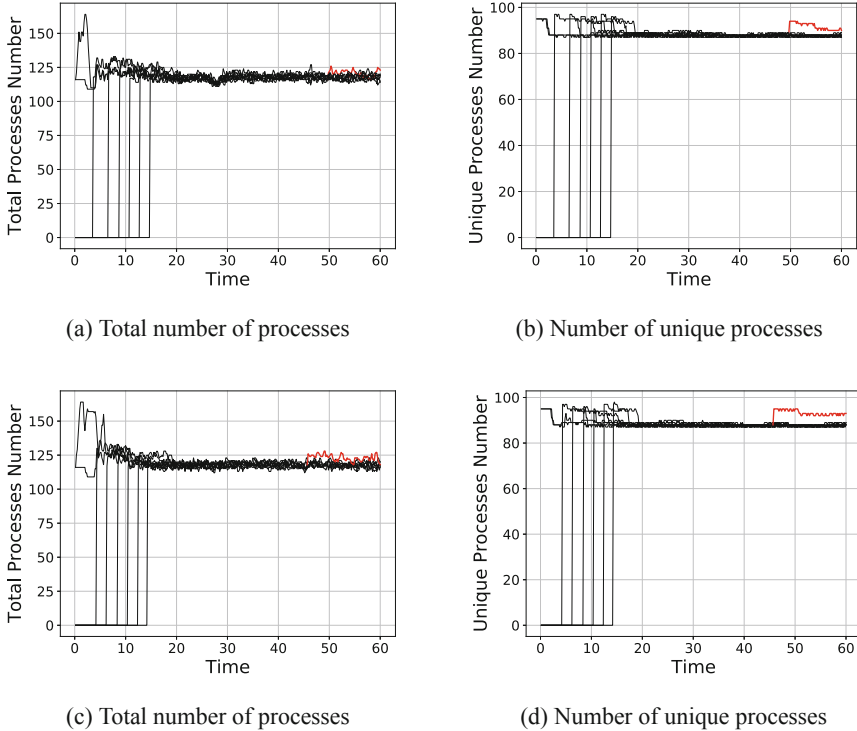 Total Processes Number
150
125
100
75
50
25
0
0 10 20 30 40 50 60
Time
(a) Total number of processes
Unique Processes Number
100
80
60
40
20
0
0 10 20 30 40 50 60
Time
(b) Number of unique processes
Total Processes Number
150
125
100
75
50
25
0
0 10 20 30 40 50 60
Time
(c) Total number of processes
Unique Processes Number
100
80
60
40
20
0
0 10 20 30 40 50 60
Time
(d) Number of unique processes